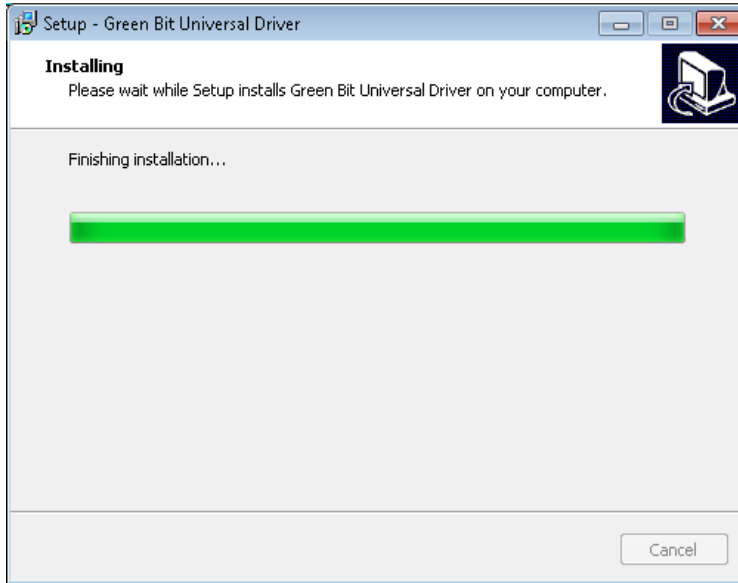 Setup - Green Bit Universal Driver
Installing
Please wait while Setup installs Green Bit Universal Driver on your computer.
Finishing installation...
Cancel